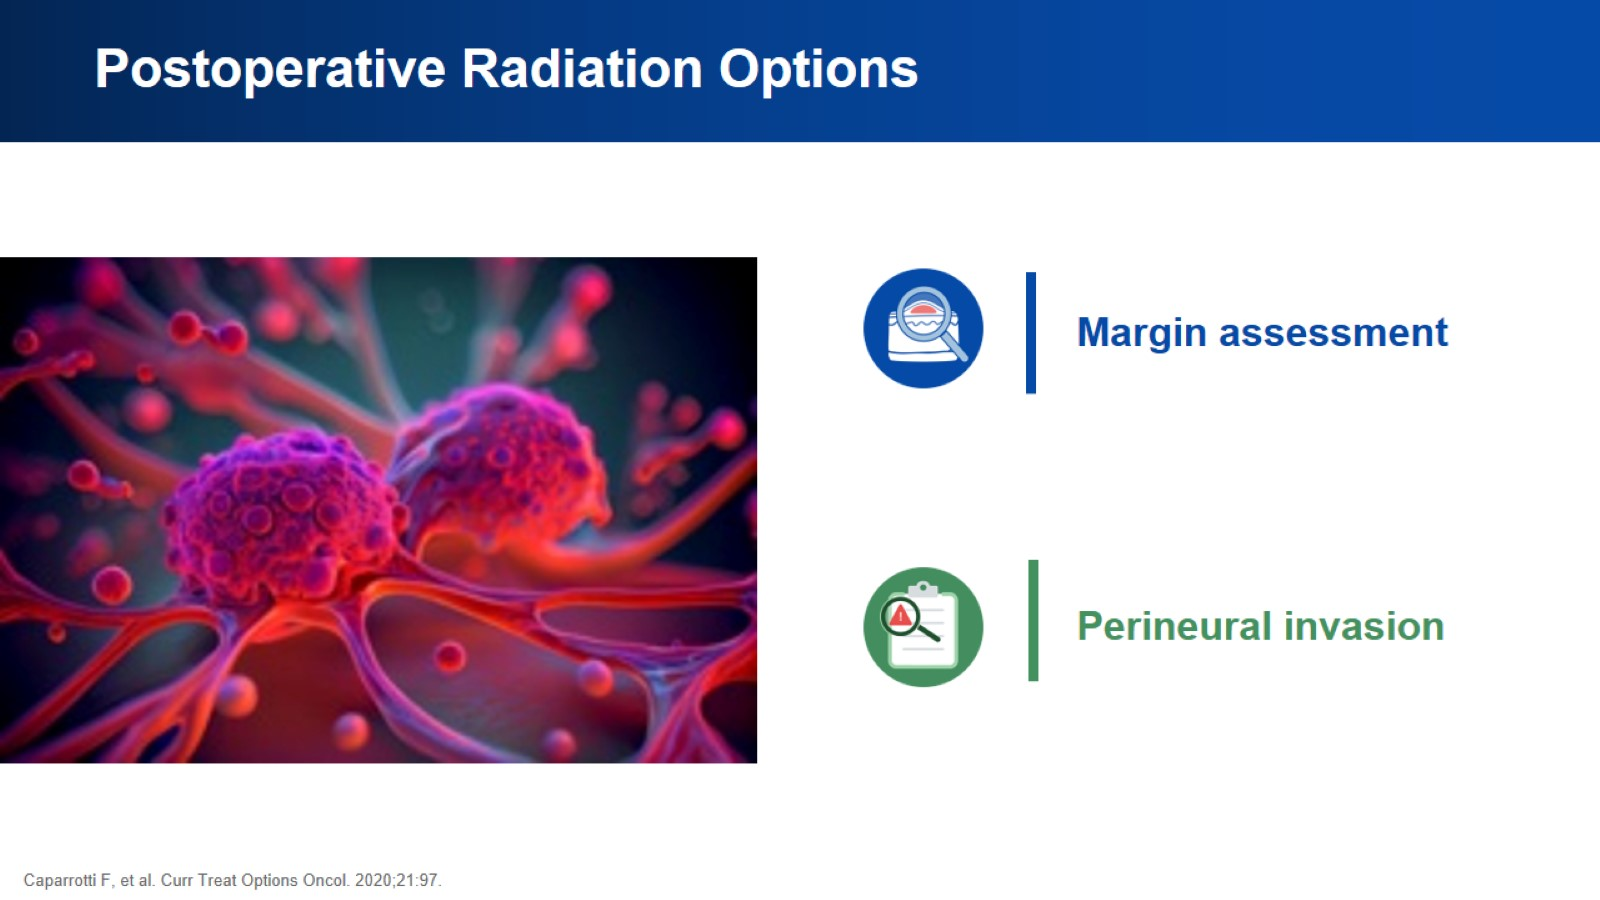 Postoperative Radiation Options
Margin assessment
Perineural invasion
Caparrotti F, et al. Curr Treat Options Oncol. 2020;21:97.